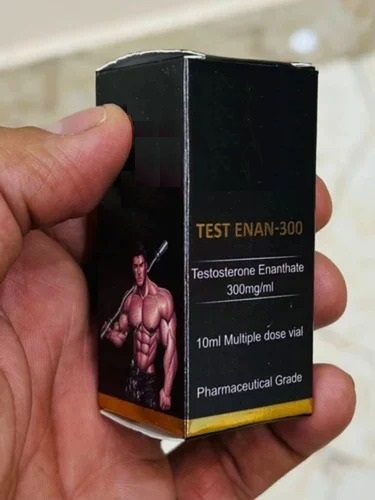 TEST ENAN-300
Testosterone Enanthate
300mg/ml
10ml Multiple dose vial
Pharmaceutical Grade